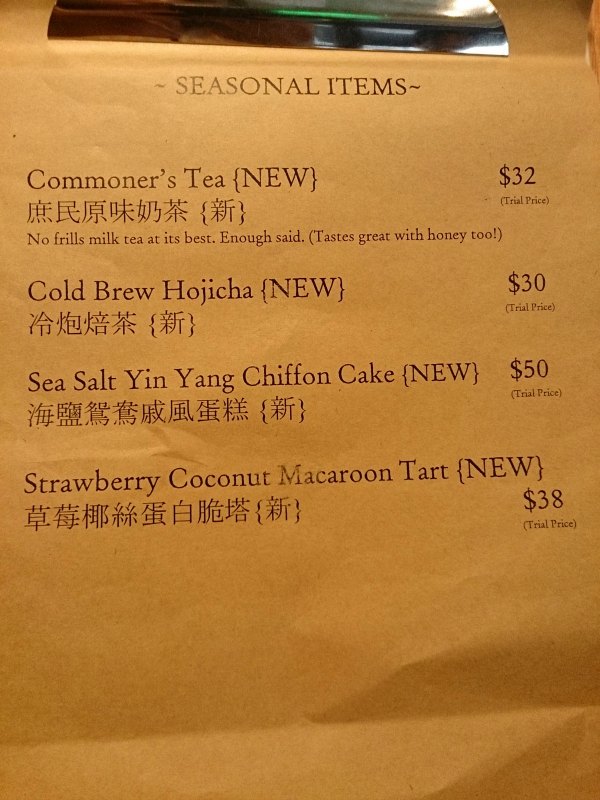 ~ SEASONAL ITEMS~
Commoner's Tea {NEW} $32
庶民原味奶茶 {新} (Trial Price)
No frills milk tea at its best. Enough said. (Tastes great with honey too!)
Cold Brew Hojicha {NEW} $30
冷炮焙茶 {新} (Trial Price)
Sea Salt Yin Yang Chiffon Cake {NEW} $50
海鹽鴛鴦戚風蛋糕 {新} (Trial Price)
Strawberry Coconut Macaroon Tart {NEW}
$38
草莓椰絲蛋白脆塔{新} (Trial Price)